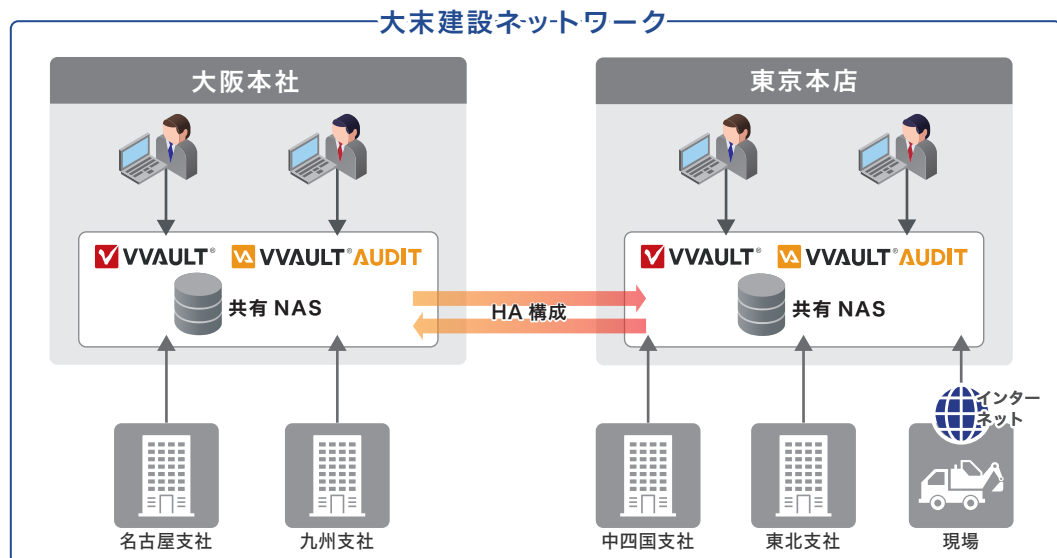 大末建設ネットワーク
大阪本社
東京本店
VVAULT® VVAULT® AUDIT
共有 NAS
HA 構成
VVAULT® VVAULT® AUDIT
共有 NAS
インター
ネット
名古屋支社
九州支社
中四国支社
東北支社
現場